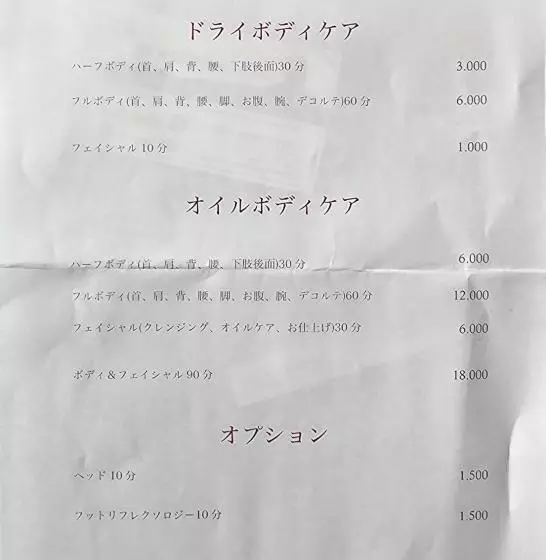 ドライボディケア
ハーフボディ(首、肩、背、腰、下肢後面)30分 3.000
フルボディ(首、肩、背、腰、脚、お腹、腕、デコルテ)60分 6.000
フェイシャル 10分 1.000
オイルボディケア
ハーフボディ(首、肩、背、腰、下肢後面)30分 6.000
フルボディ(首、肩、背、腰、脚、お腹、腕、デコルテ)60分 12.000
フェイシャル(クレンジング、オイルケア、お仕上げ)30分 6.000
ボディ&フェイシャル 90分 18.000
オプション
ヘッド 10分 1.500
フットリフレクソロジー10分 1.500